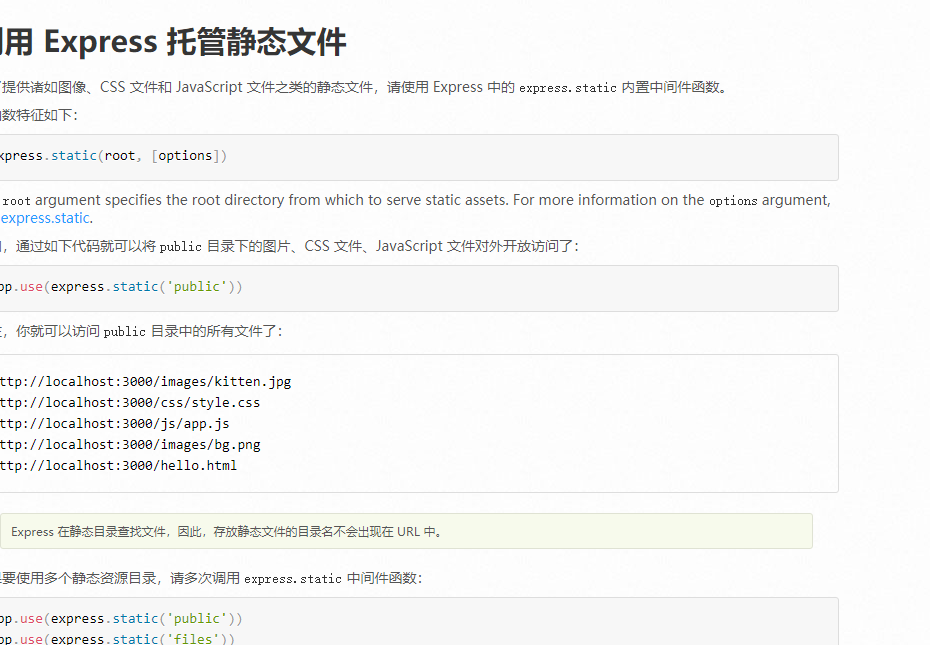 用 Express 托管静态文件
提供诸如图像、CSS 文件和 JavaScript 文件之类的静态文件，请使用 Express 中的 express.static 内置中间件函数。
数特征如下：
xpress.static(root, [options])
root argument specifies the root directory from which to serve static assets. For more information on the options argument,
express.static.
，通过如下代码就可以将 public 目录下的图片、CSS 文件、JavaScript 文件对外开放访问了：
pp.use(express.static('public'))
，你就可以访问 public 目录中的所有文件了：
ttp://localhost:3000/images/kitten.jpg
ttp://localhost:3000/css/style.css
ttp://localhost:3000/js/app.js
ttp://localhost:3000/images/bg.png
ttp://localhost:3000/hello.html
Express 在静态目录查找文件，因此，存放静态文件的目录名不会出现在 URL 中。
要使用多个静态资源目录，请多次调用 express.static 中间件函数：
pp.use(express.static('public'))
pp.use(express.static('files'))